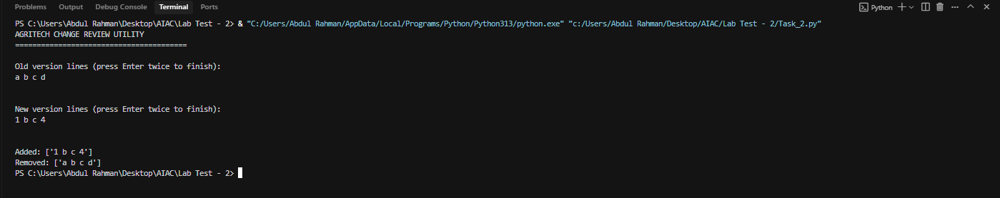 Problems Output Debug Console Terminal Ports Python
PS C:\Users\Abdul Rahman\Desktop\AIAC\Lab Test - 2> & "C:/Users/Abdul Rahman/AppData/Local/Programs/Python/Python313/python.exe" "c:/Users/Abdul Rahman/Desktop/AIAC/Lab Test - 2/Task_2.py"
AGRITECH CHANGE REVIEW UTILITY
========================================
Old version lines (press Enter twice to finish):
a b c d
New version lines (press Enter twice to finish):
1 b c 4
Added: ['1 b c 4']
Removed: ['a b c d']
PS C:\Users\Abdul Rahman\Desktop\AIAC\Lab Test - 2>